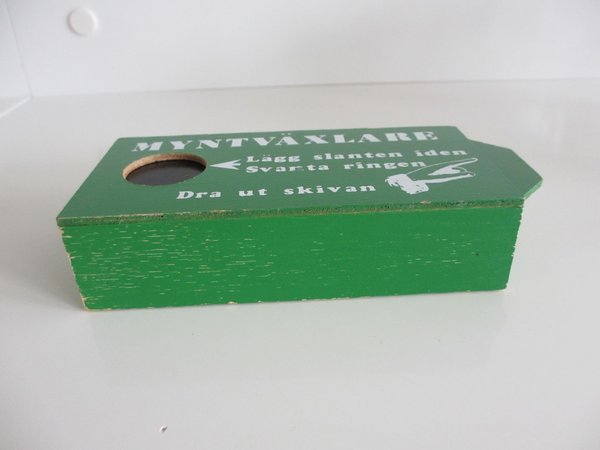 MYNTVÄXLARE
Lägg slanten iden
Svarta ringen
Dra ut skivan